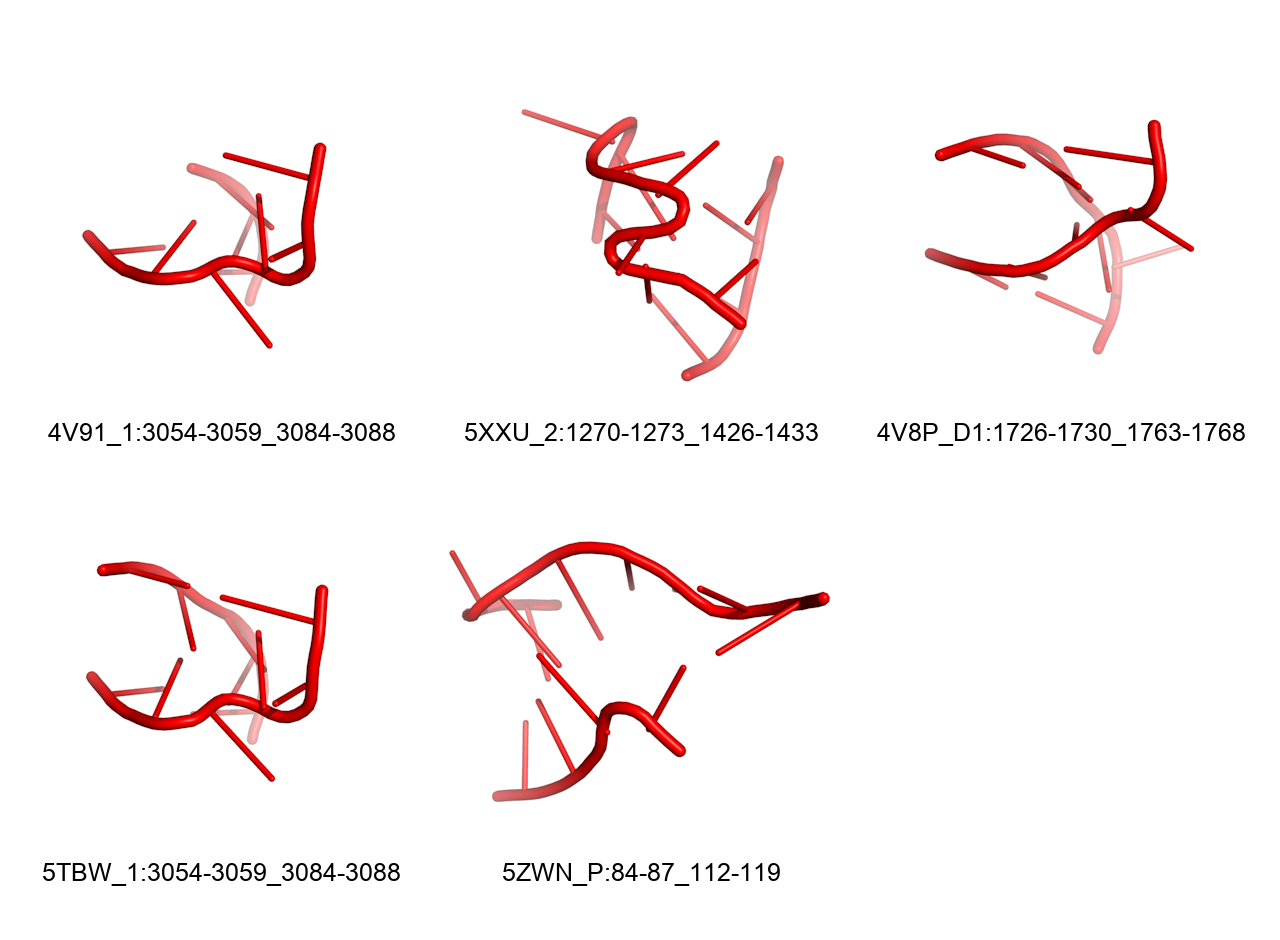 4V91_1:3054-3059_3084-3088
5XXU_2:1270-1273_1426-1433
4V8P_D1:1726-1730_1763-1768
5TBW_1:3054-3059_3084-3088
5ZWN_P:84-87_112-119